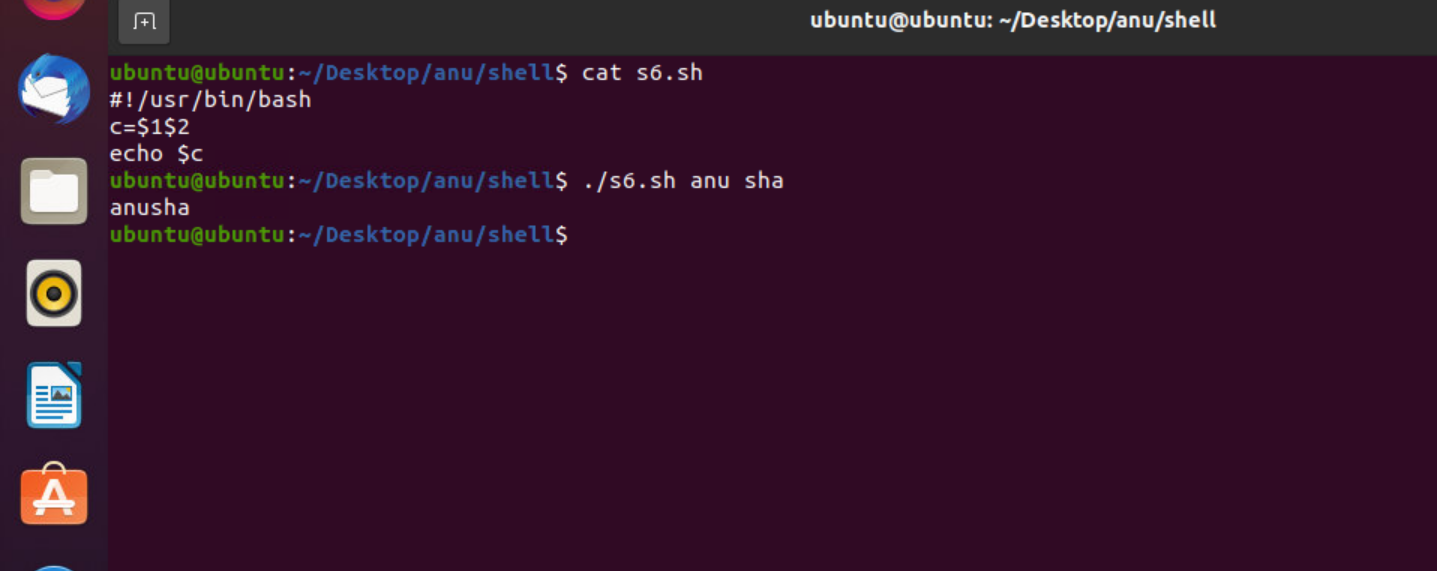 ubuntu@ubuntu: ~/Desktop/anu/shell
ubuntu@ubuntu:~/Desktop/anu/shell$ cat s6.sh
#!/usr/bin/bash
c=$1$2
echo $c
ubuntu@ubuntu:~/Desktop/anu/shell$ ./s6.sh anu sha
anusha
ubuntu@ubuntu:~/Desktop/anu/shell$